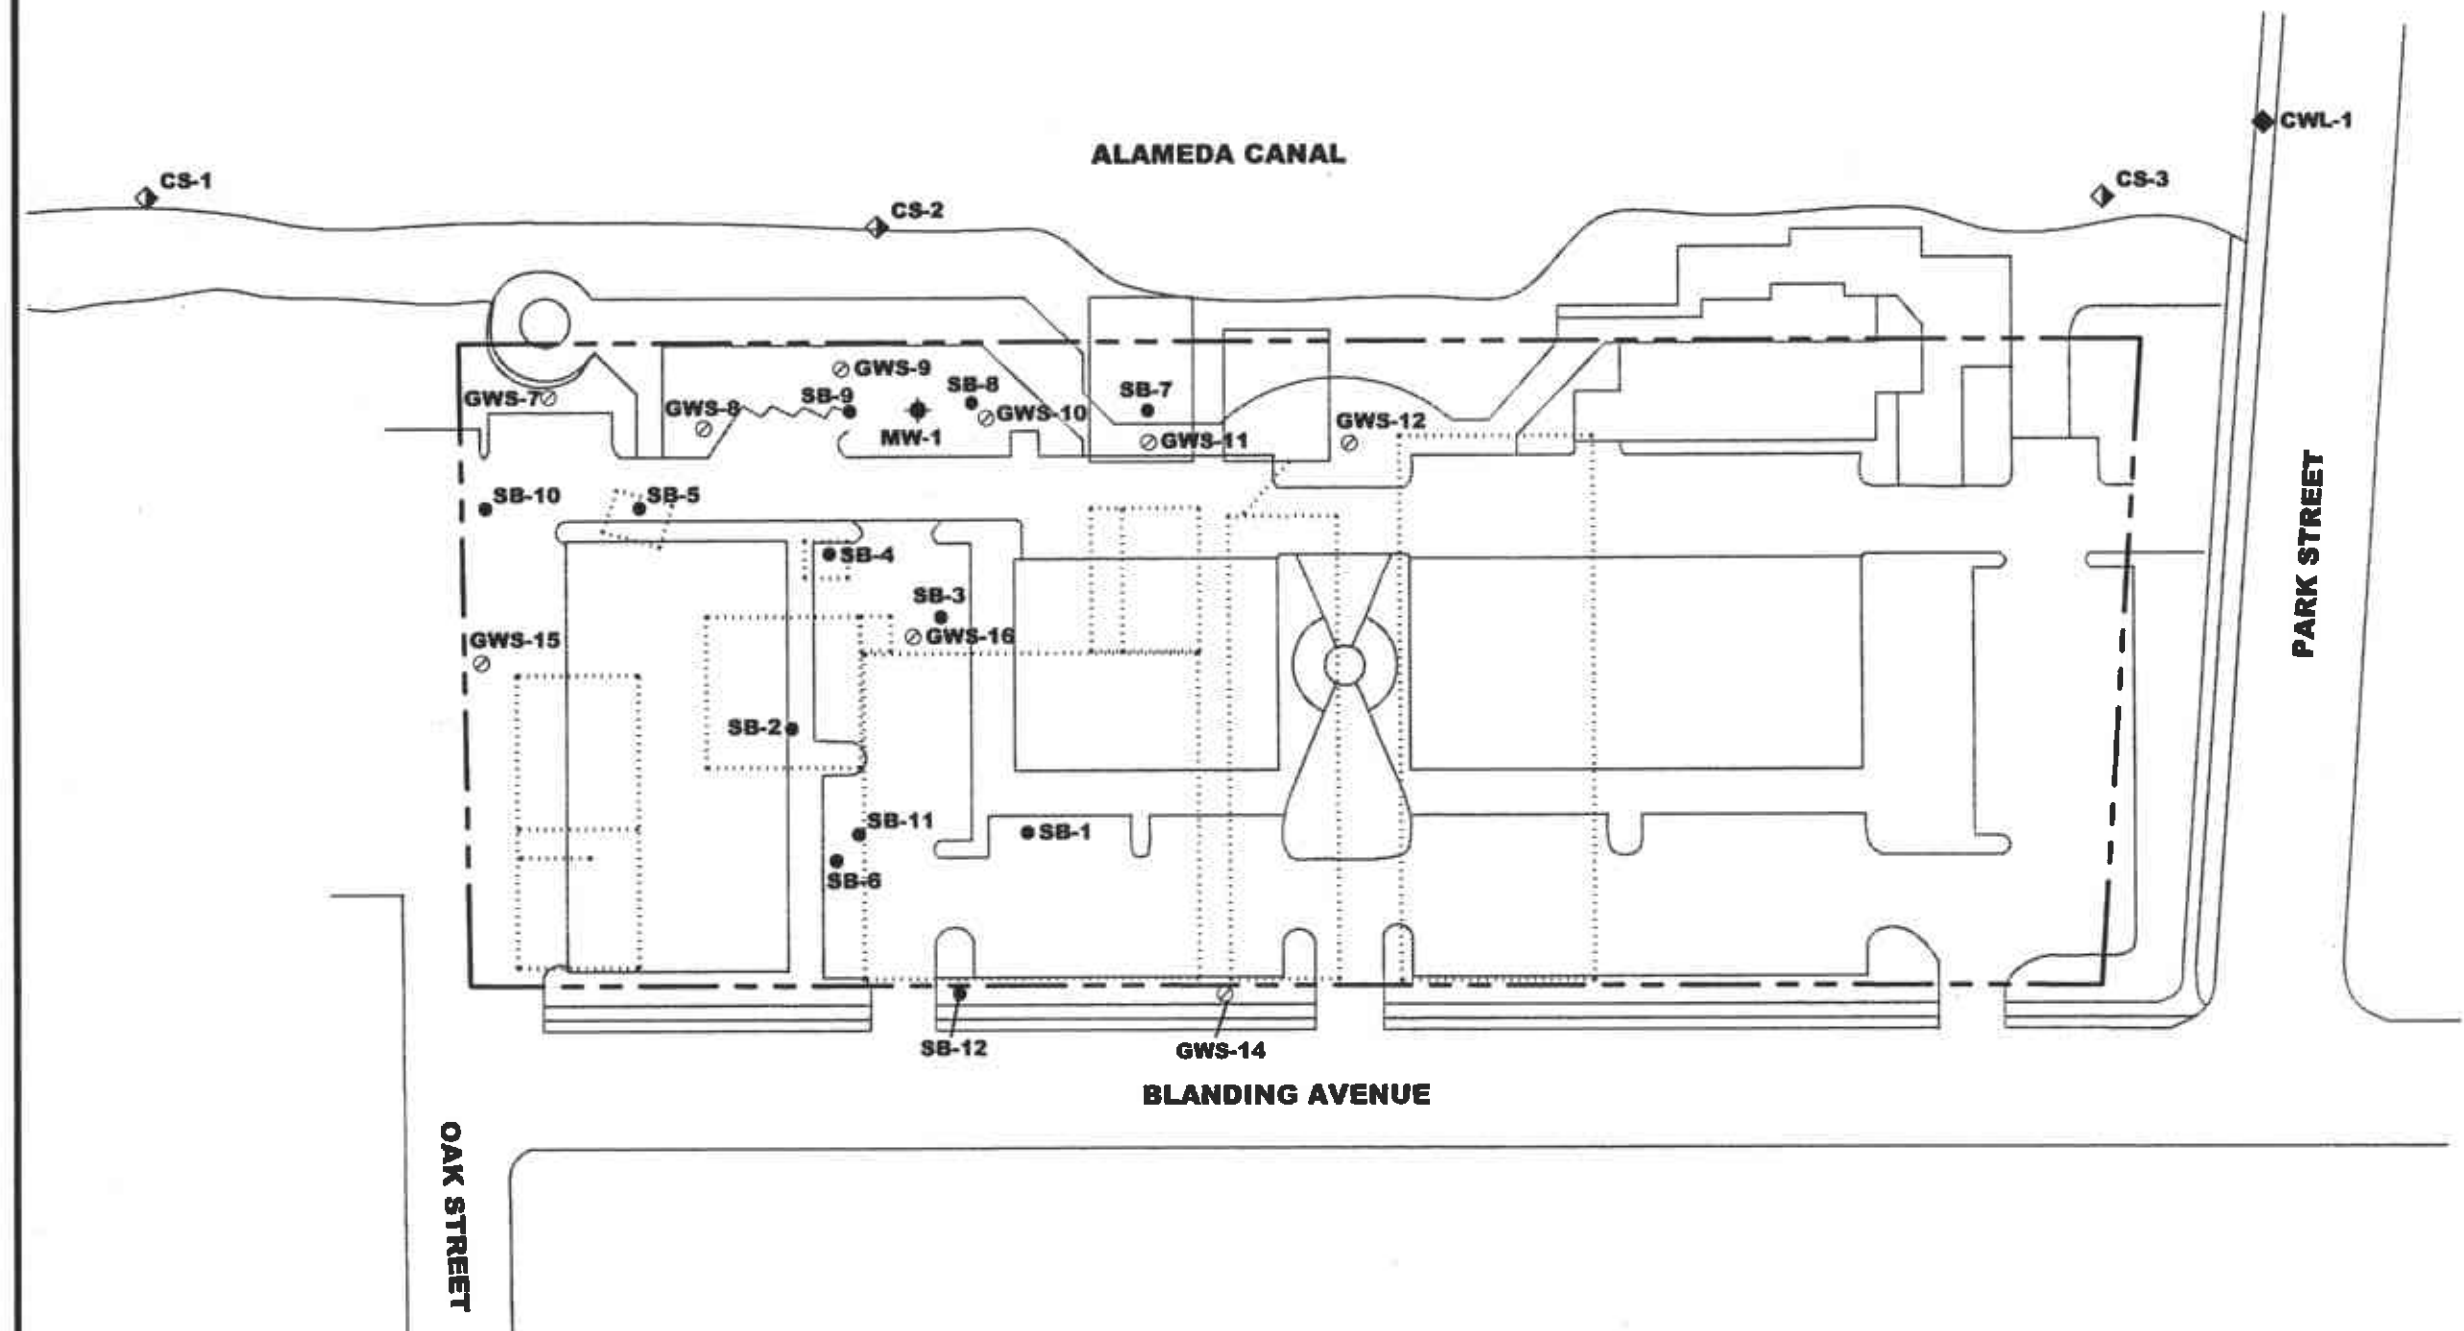 CWL-1
ALAMEDA CANAL
CS-1
CS-3
CS-2
GWS-9
SB-8
SB-7
GWS-7
SB-9
GWS-8
GWS-10
GWS-12
MW-1
GWS-11
SB-10
SB-5
PARK STREET
SB-4
SB-3
GWS-16
GWS-15
SB-2
SB-11
SB-1
SB-6
SB-12
GWS-14
BLANDING AVENUE
OAK STREET